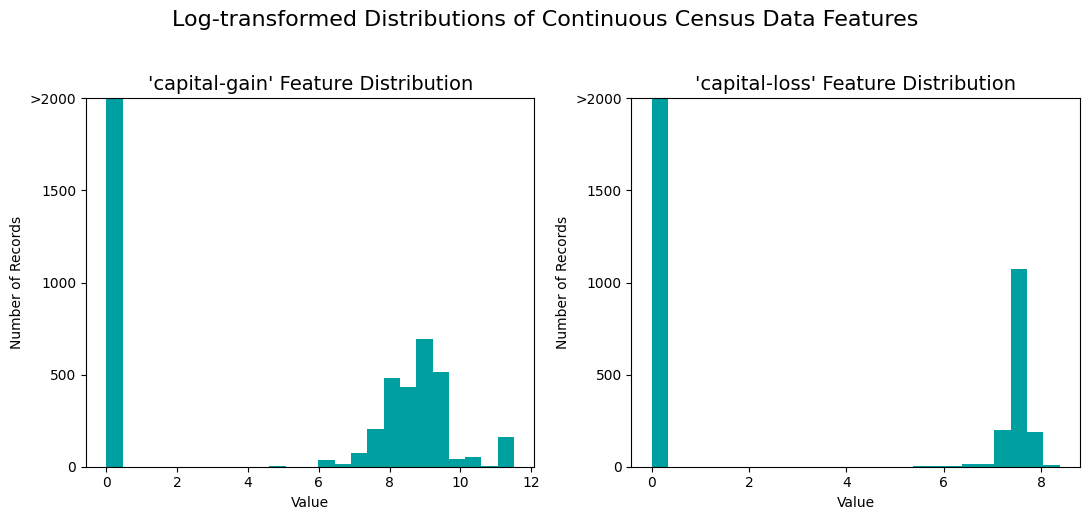 Log-transformed Distributions of Continuous Census Data Features
'capital-gain' Feature Distribution
>2000
1500
1000
500
0
Number of Records
0 2 4 6 8 10 12
Value
'capital-loss' Feature Distribution
>2000
1500
1000
500
0
Number of Records
0 2 4 6 8
Value